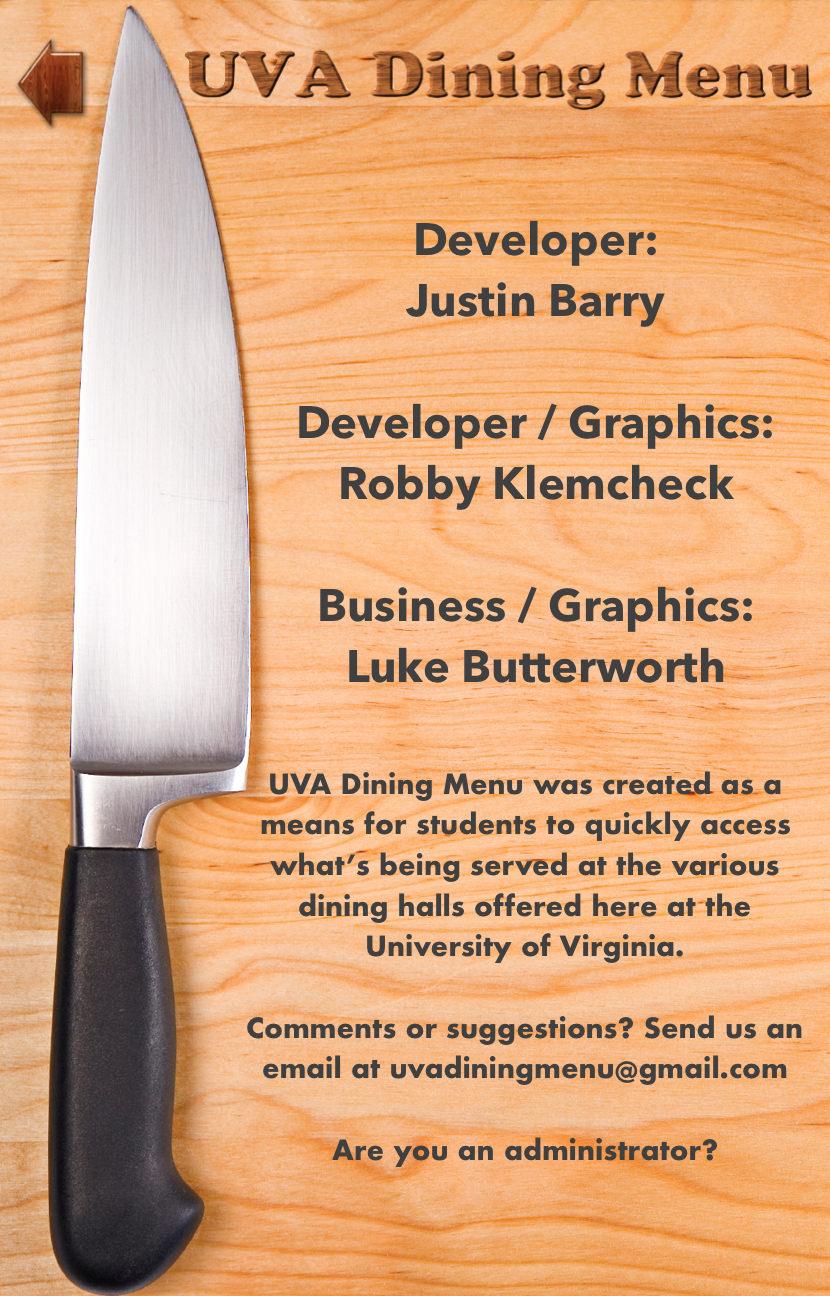 UVA Dining Menu
Developer:
Justin Barry
Developer / Graphics:
Robby Klemcheck
Business / Graphics:
Luke Butterworth
UVA Dining Menu was created as a
means for students to quickly access
what's being served at the various
dining halls offered here at the
University of Virginia.
Comments or suggestions? Send us an
email at uvadiningmenu@gmail.com
Are you an administrator?